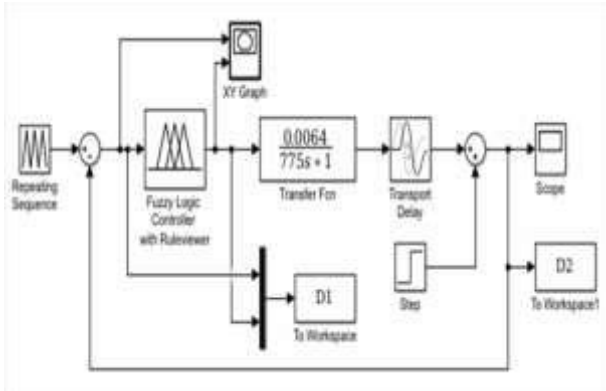 XY Graph
0.0064
775s+1
Repeating
Sequence
Fuzzy Logic
Controller
with Ruleviewer
Transfer Fcn
Transport
Delay
Scope
D1
To Workspace
Step
D2
To Workspace1